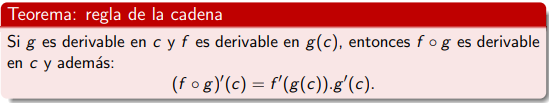 Teorema: regla de la cadena
Si g es derivable en c y f es derivable en g(c), entonces f ∘ g es derivable
en c y además:
(f ∘ g)′(c) = f′(g(c)).g′(c).